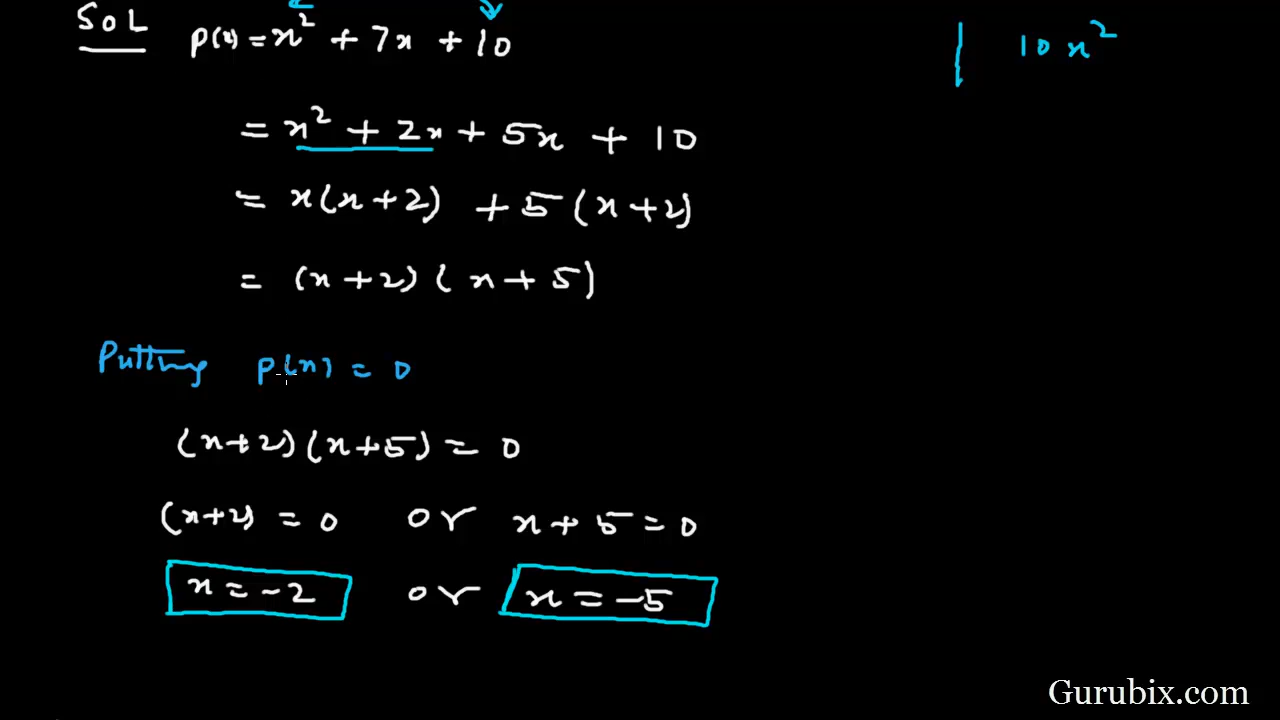 SOL p(x) = x² + 7x + 10
10x²
= x² + 2x + 5x + 10
= x(x+2) + 5(x+2)
= (x+2)(x+5)
Putting p(x) = 0
(x+2)(x+5) = 0
(x+2) = 0 or x+5 = 0
x = -2 or x = -5
Gurubix.com